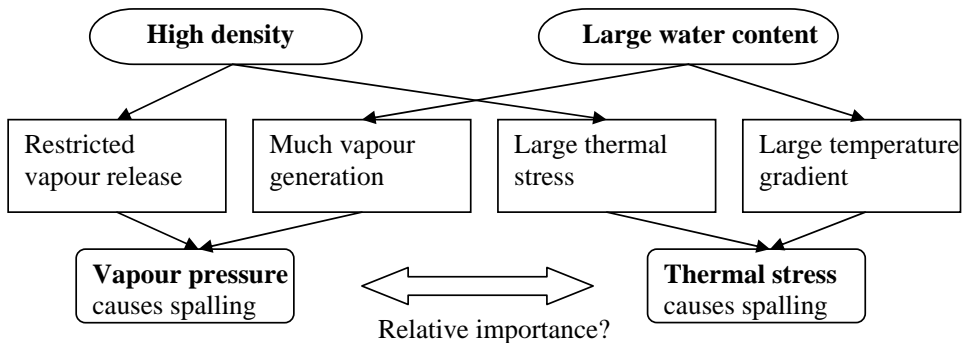 High density
Large water content
Restricted
vapour release
Much vapour
generation
Large thermal
stress
Large temperature
gradient
Vapour pressure
causes spalling
Thermal stress
causes spalling
Relative importance?